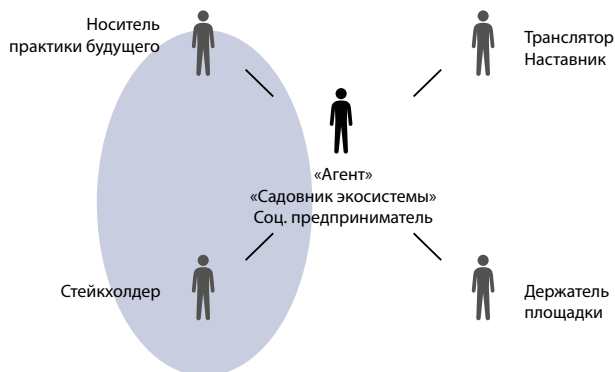 Носитель
практики будущего
Транслятор
Наставник
«Агент»
«Садовник экосистемы»
Соц. предприниматель
Стейкхолдер
Держатель
площадки